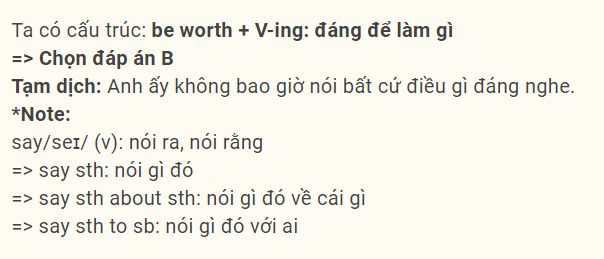 Ta có cấu trúc: be worth + V-ing: đáng để làm gì
=> Chọn đáp án B
Tạm dịch: Anh ấy không bao giờ nói bất cứ điều gì đáng nghe.
*Note:
say/seɪ/ (v): nói ra, nói rằng
=> say sth: nói gì đó
=> say sth about sth: nói gì đó về cái gì
=> say sth to sb: nói gì đó với ai